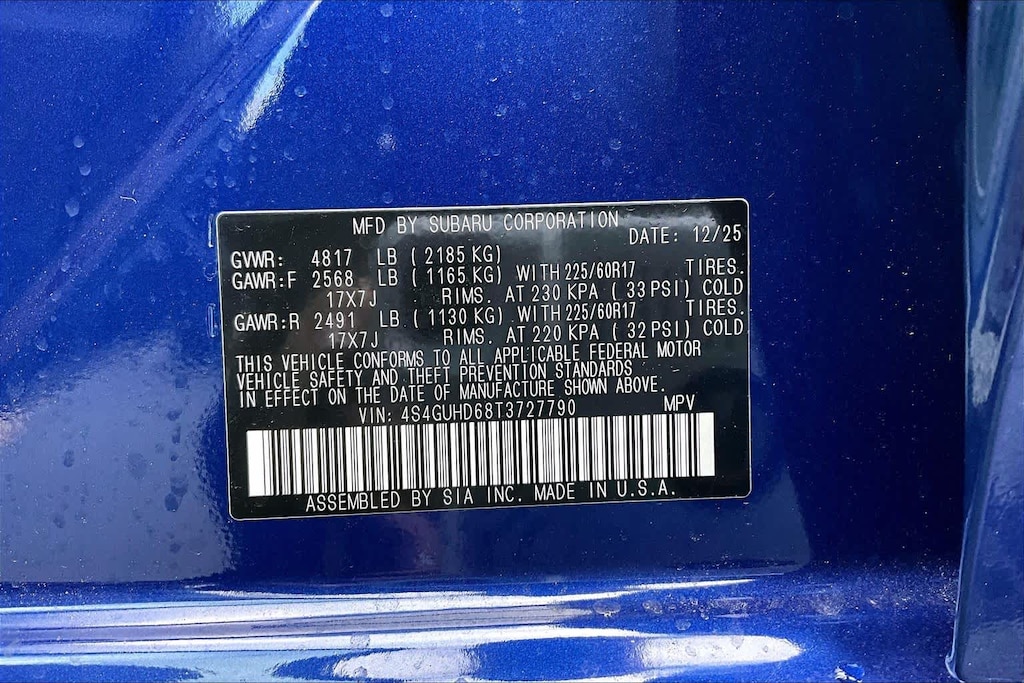 MFD BY SUBARU CORPORATION
DATE: 12/25
GVWR: 4817 LB ( 2185 KG)
GAWR:F 2568 LB ( 1165 KG) WITH 225/60R17 TIRES.
17X7J RIMS. AT 230 KPA ( 33 PSI) COLD
GAWR:R 2491 LB ( 1130 KG) WITH 225/60R17 TIRES.
17X7J RIMS. AT 220 KPA ( 32 PSI) COLD
THIS VEHICLE CONFORMS TO ALL APPLICABLE FEDERAL MOTOR
VEHICLE SAFETY AND THEFT PREVENTION STANDARDS
IN EFFECT ON THE DATE OF MANUFACTURE SHOWN ABOVE.
VIN: 4S4GUHD68T3727790 MPV
ASSEMBLED BY SIA INC. MADE IN U.S.A.